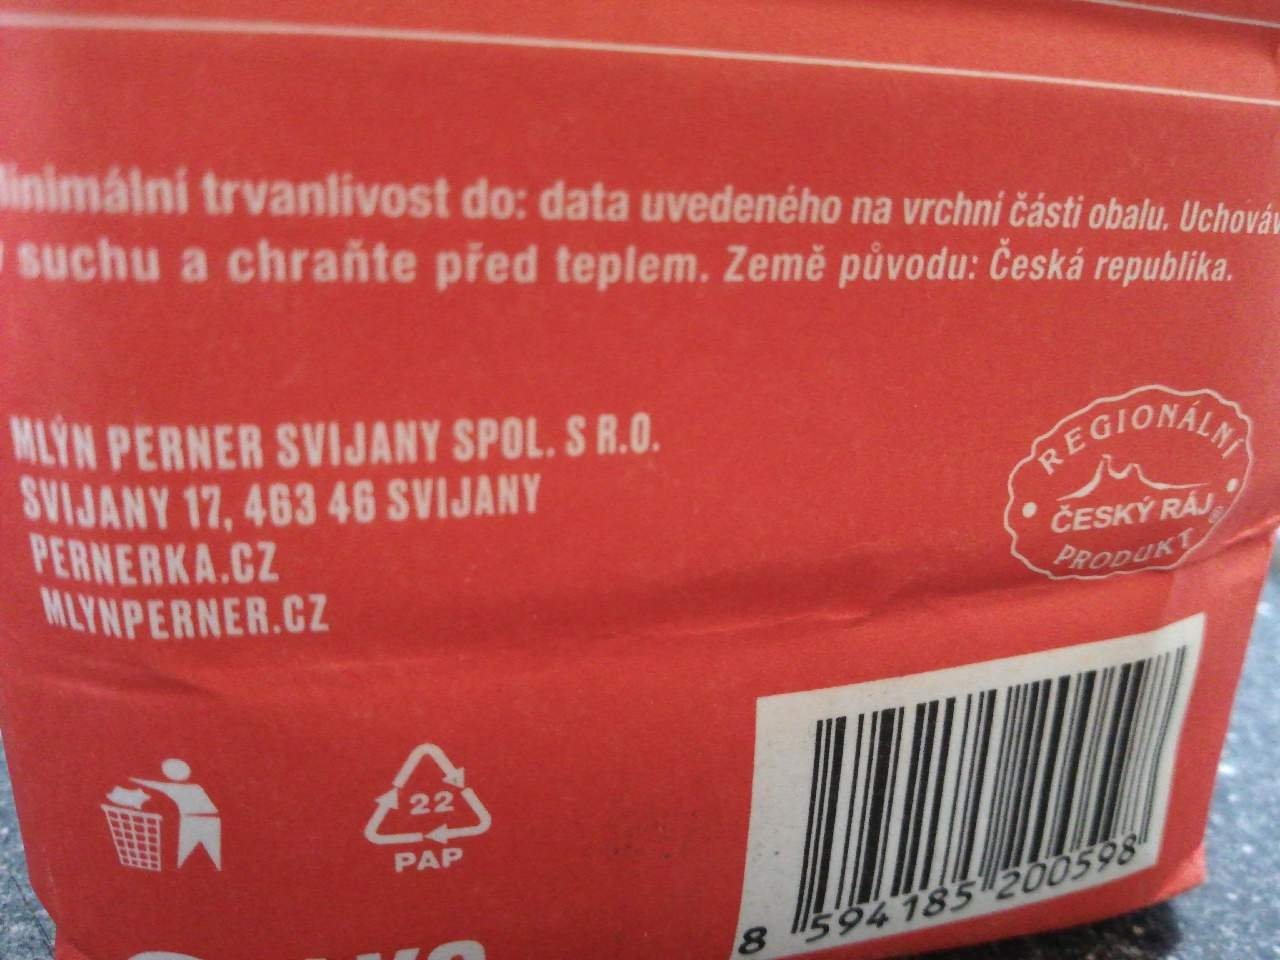 inimální trvanlivost do: data uvedeného na vrchní části obalu. Uchováv
v suchu a chraňte před teplem. Země původu: Česká republika.
MLÝN PERNER SVIJANY SPOL. S R.O.
SVIJANY 17, 463 46 SVIJANY
PERNERKA.CZ
MLYNPERNER.CZ
REGIONÁLNÍ
ČESKÝ RÁJ®
PRODUKT
22
PAP
8 594185 200598